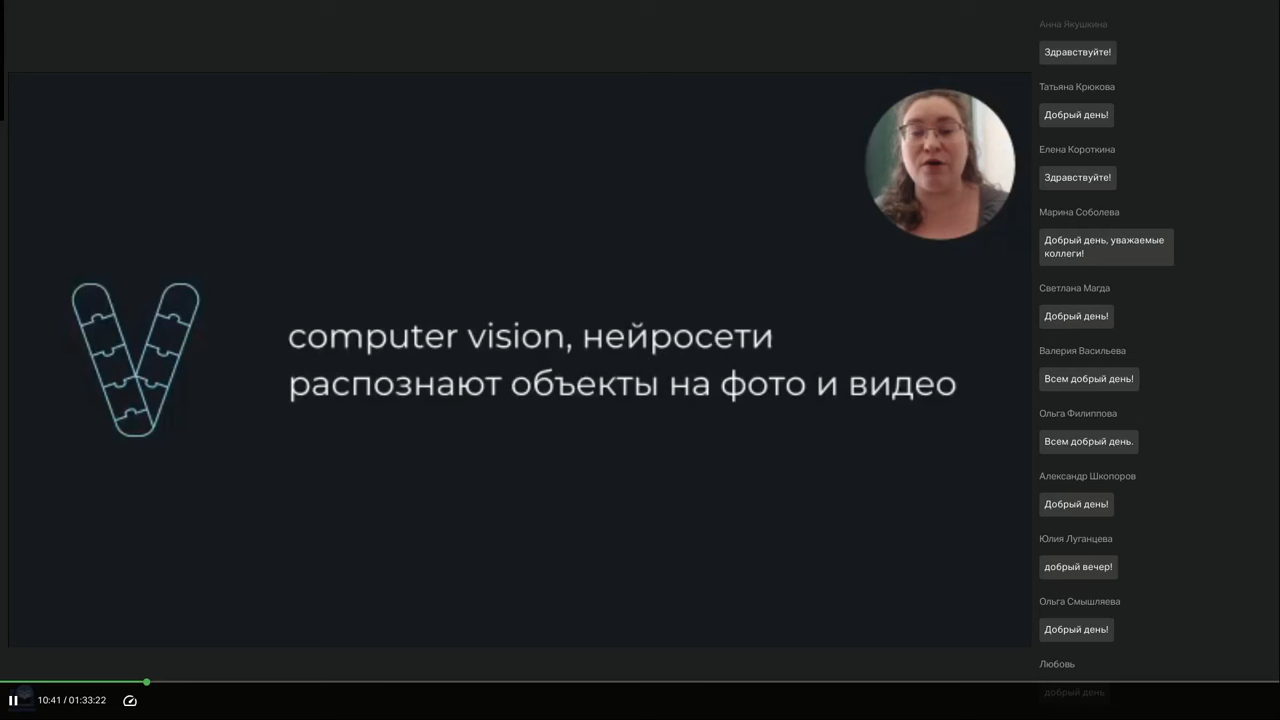 computer vision, нейросети
распознают объекты на фото и видео
Анна Якушкина
Здравствуйте!
Татьяна Крюкова
Добрый день!
Елена Короткина
Здравствуйте!
Марина Соболева
Добрый день, уважаемые
коллеги!
Светлана Магда
Добрый день!
Валерия Васильева
Всем добрый день!
Ольга Филиппова
Всем добрый день.
Александр Шкопоров
Добрый день!
Юлия Луганцева
добрый вечер!
Ольга Смышляева
Добрый день!
Любовь
добрый день
10:41 / 01:33:22